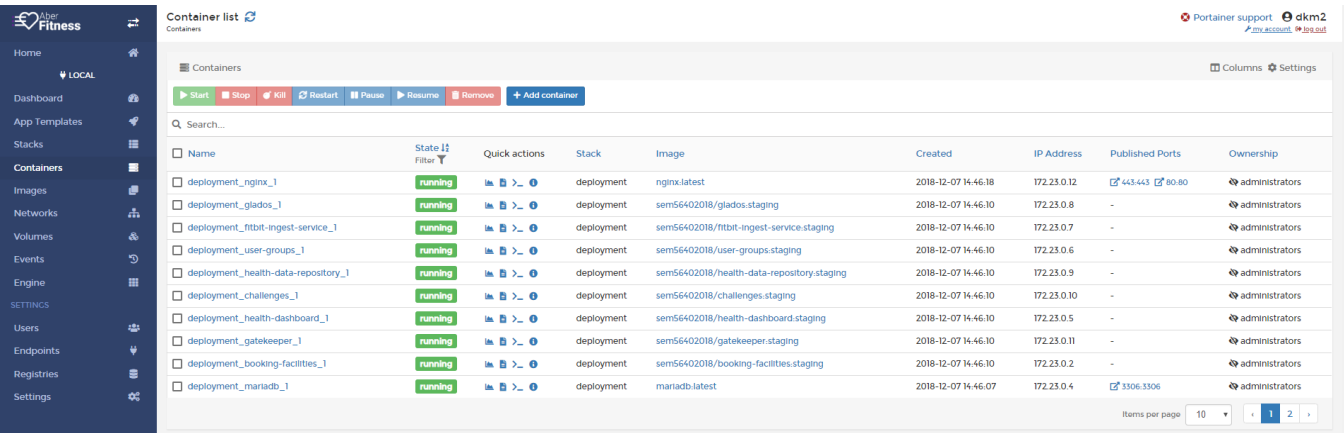 Aber
Fitness
Home
LOCAL
Dashboard
App Templates
Stacks
Containers
Images
Networks
Volumes
Events
Engine
SETTINGS
Users
Endpoints
Registries
Settings
Container list
Containers
Portainer support dkm2
my account log out
Containers Columns Settings
Start Stop Kill Restart Pause Resume Remove + Add container
Search...
Name State Filter Quick actions Stack Image Created IP Address Published Ports Ownership
deployment_nginx_1 running deployment nginx:latest 2018-12-07 14:46:18 172.23.0.12 443:443 80:80 administrators
deployment_glados_1 running deployment sem56402018/glados:staging 2018-12-07 14:46:10 172.23.0.8 - administrators
deployment_fitbit-ingest-service_1 running deployment sem56402018/fitbit-ingest-service:staging 2018-12-07 14:46:10 172.23.0.7 - administrators
deployment_user-groups_1 running deployment sem56402018/user-groups:staging 2018-12-07 14:46:10 172.23.0.6 - administrators
deployment_health-data-repository_1 running deployment sem56402018/health-data-repository:staging 2018-12-07 14:46:10 172.23.0.9 - administrators
deployment_challenges_1 running deployment sem56402018/challenges:staging 2018-12-07 14:46:10 172.23.0.10 - administrators
deployment_health-dashboard_1 running deployment sem56402018/health-dashboard:staging 2018-12-07 14:46:10 172.23.0.5 - administrators
deployment_gatekeeper_1 running deployment sem56402018/gatekeeper:staging 2018-12-07 14:46:10 172.23.0.11 - administrators
deployment_booking-facilities_1 running deployment sem56402018/booking-facilities:staging 2018-12-07 14:46:10 172.23.0.2 - administrators
deployment_mariadb_1 running deployment mariadb:latest 2018-12-07 14:46:07 172.23.0.4 3306:3306 administrators
Items per page 10 ‹ 1 2 ›